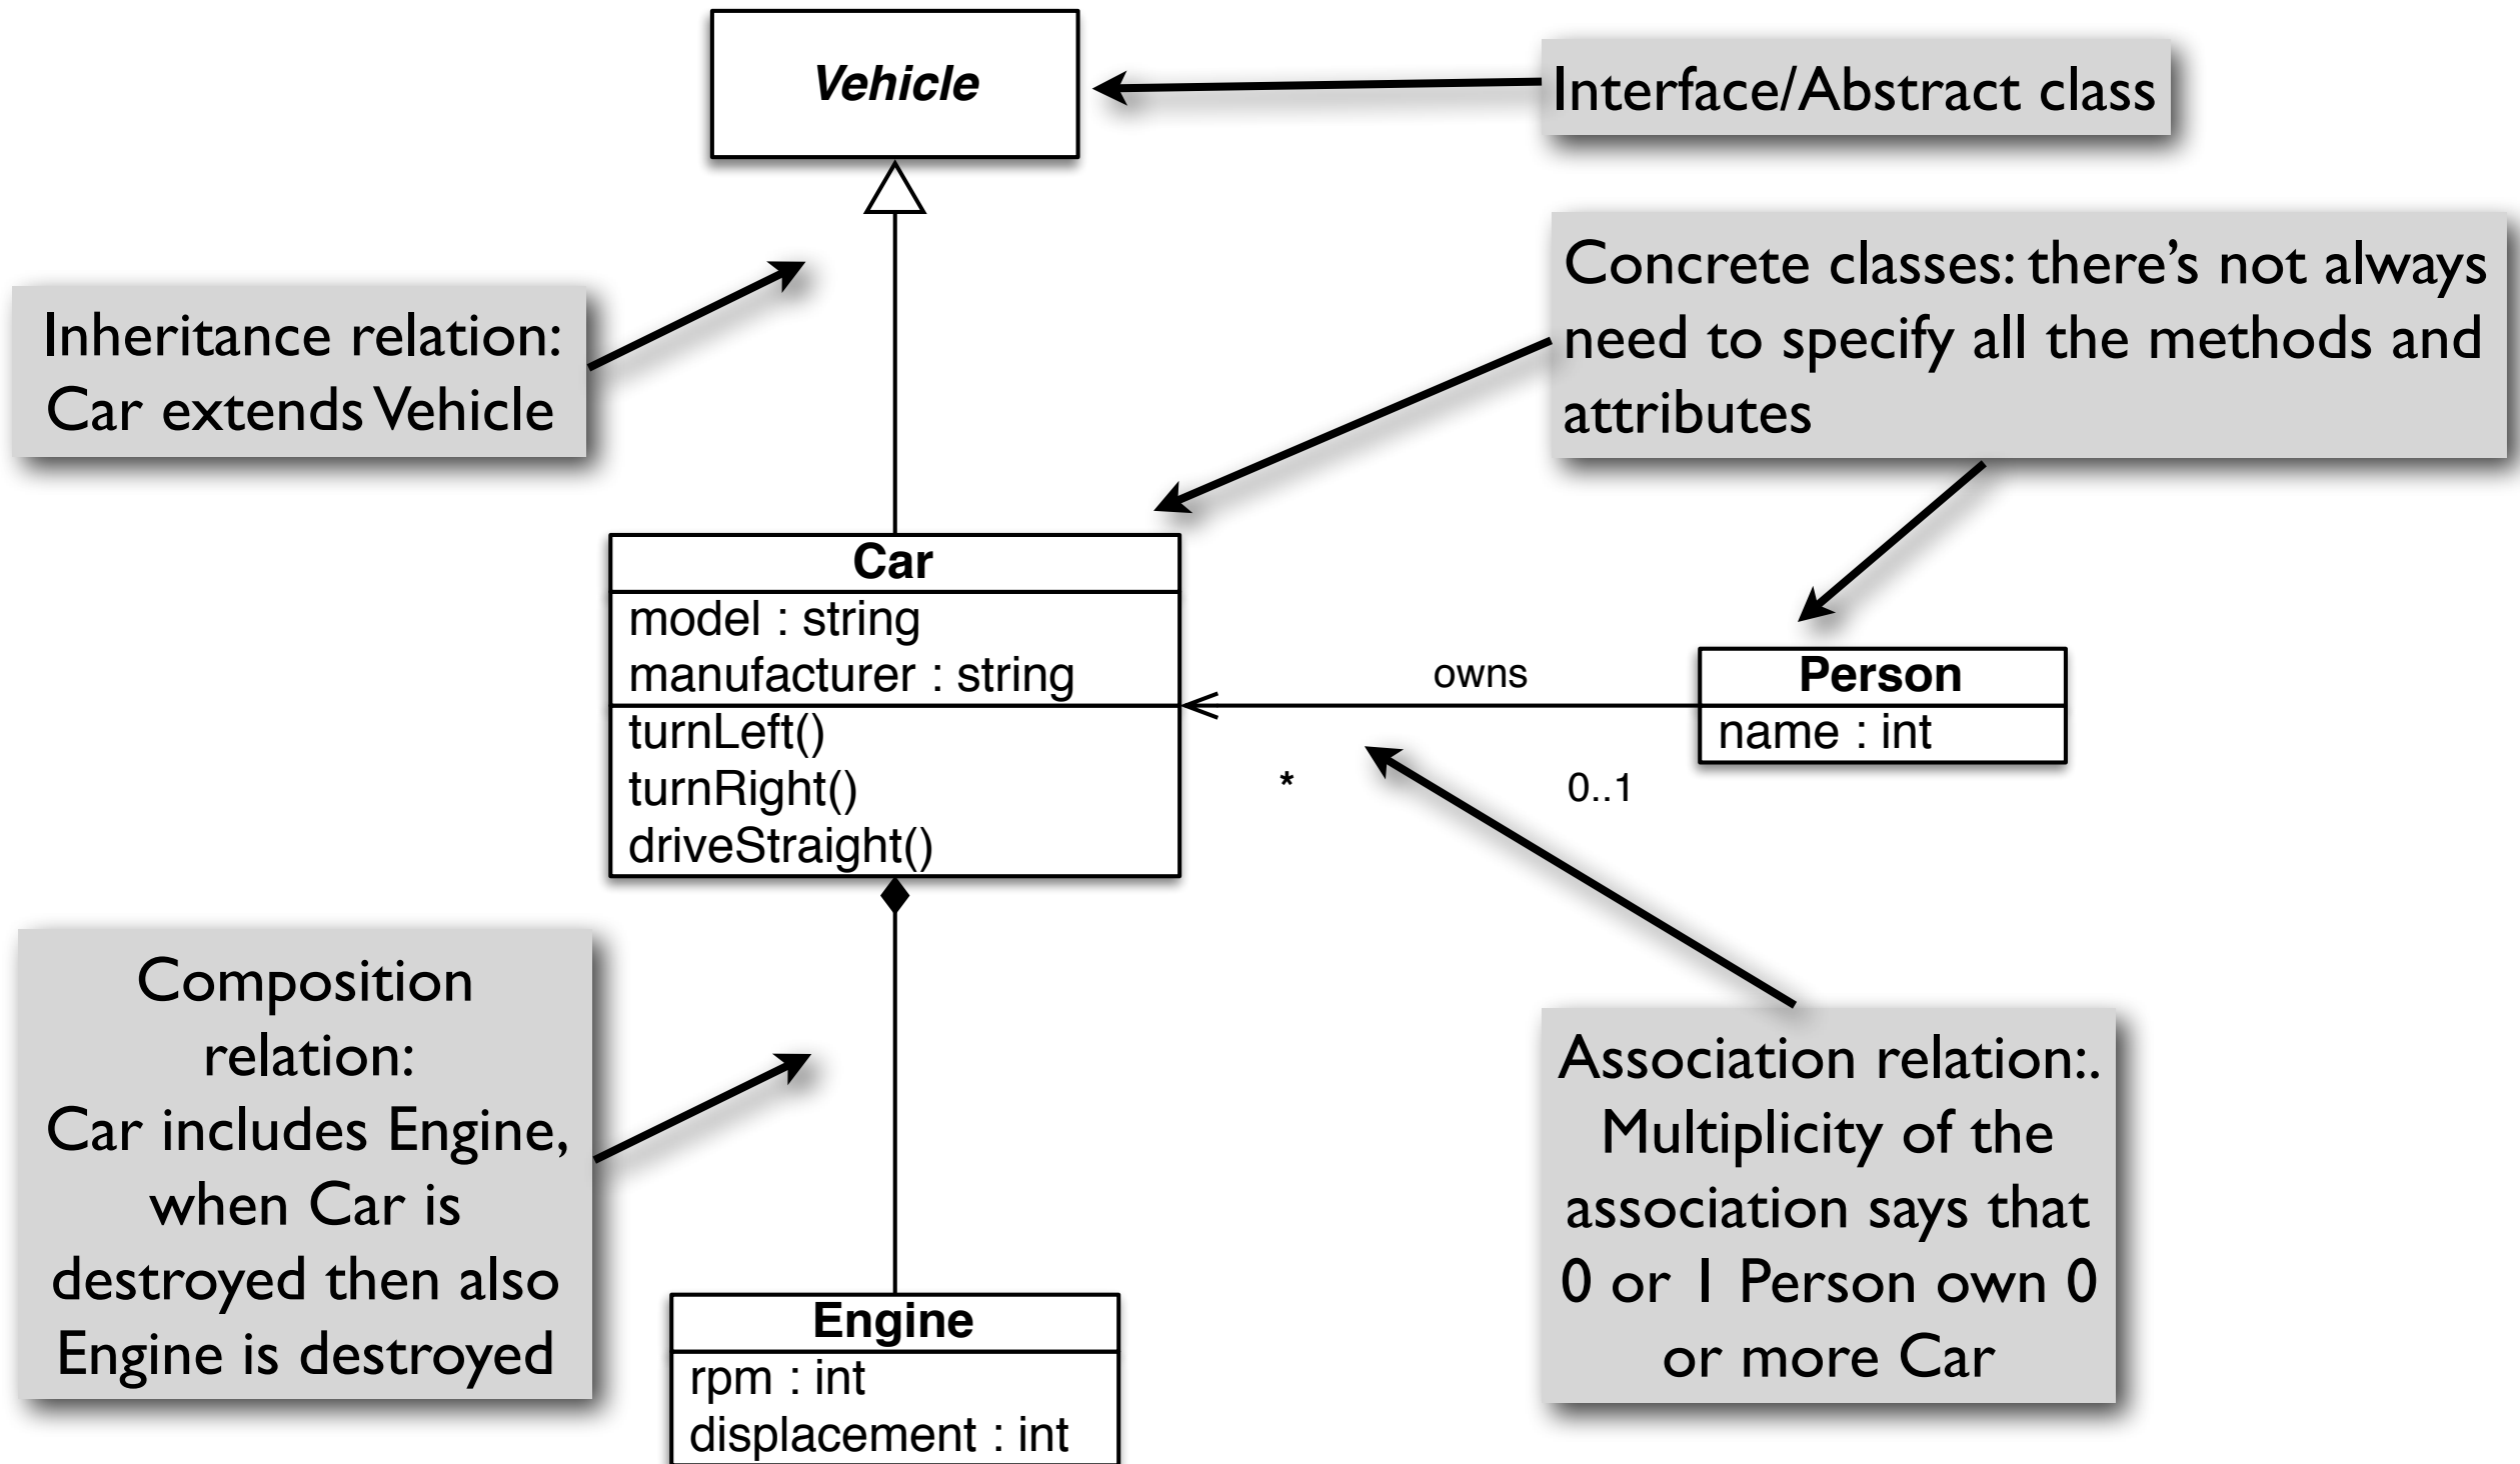 Vehicle
Interface/Abstract class
Inheritance relation:
Car extends Vehicle
Concrete classes: there's not always
need to specify all the methods and
attributes
Car
model : string
manufacturer : string
turnLeft()
turnRight()
driveStraight()
owns
*
0..1
Person
name : int
Composition
relation:
Car includes Engine,
when Car is
destroyed then also
Engine is destroyed
Association relation:.
Multiplicity of the
association says that
0 or 1 Person own 0
or more Car
Engine
rpm : int
displacement : int